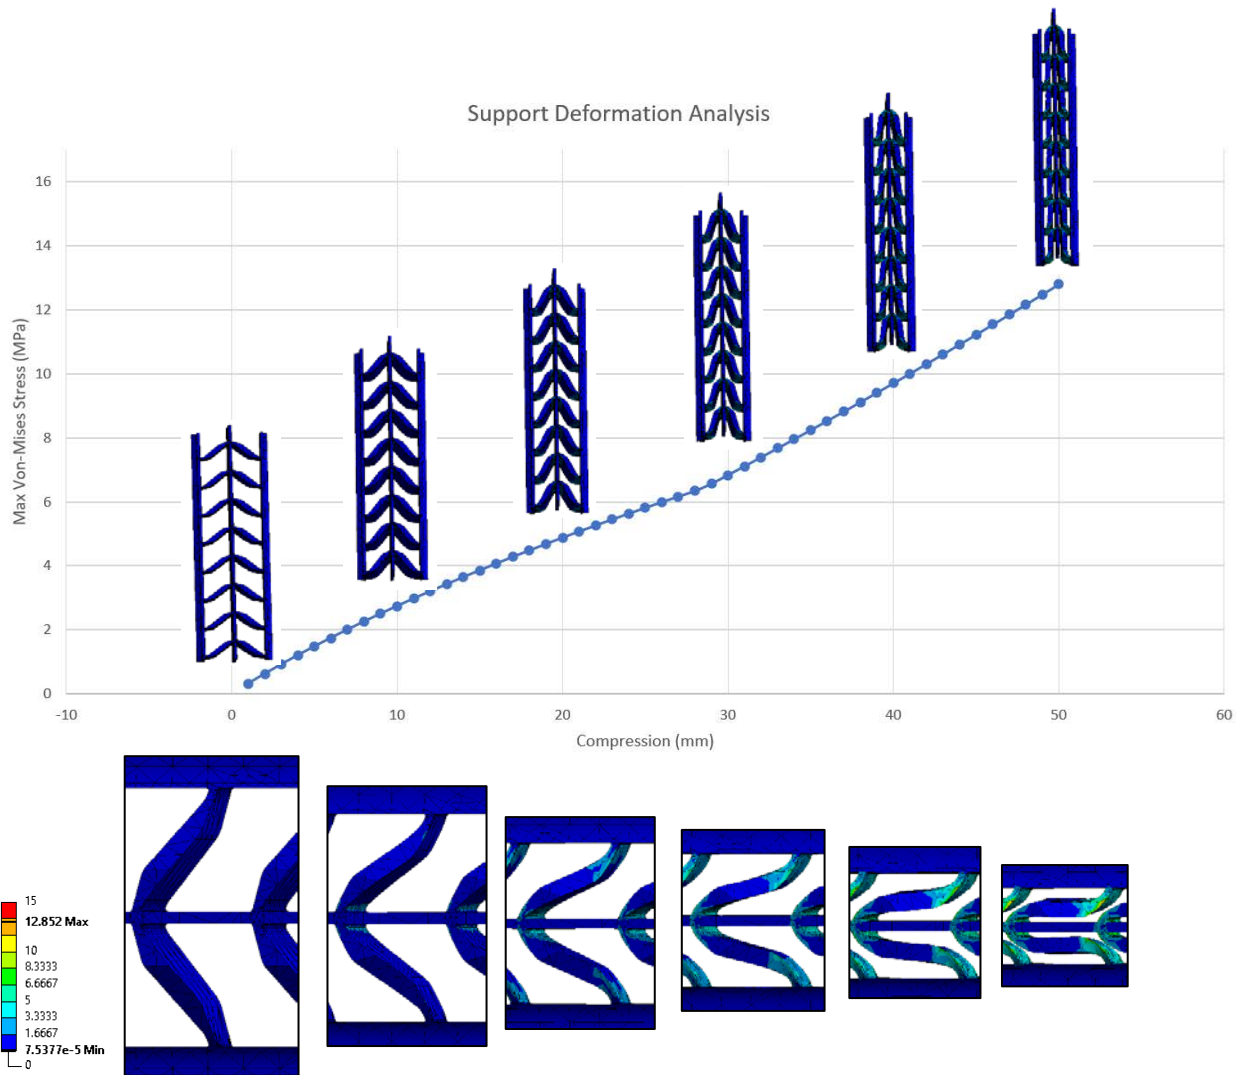 Support Deformation Analysis
Max Von-Mises Stress (MPa)
16
14
12
10
8
6
4
2
0
-10 0 10 20 30 40 50 60
Compression (mm)
15
12.852 Max
10
8.3333
6.6667
5
3.3333
1.6667
7.5377e-5 Min
0